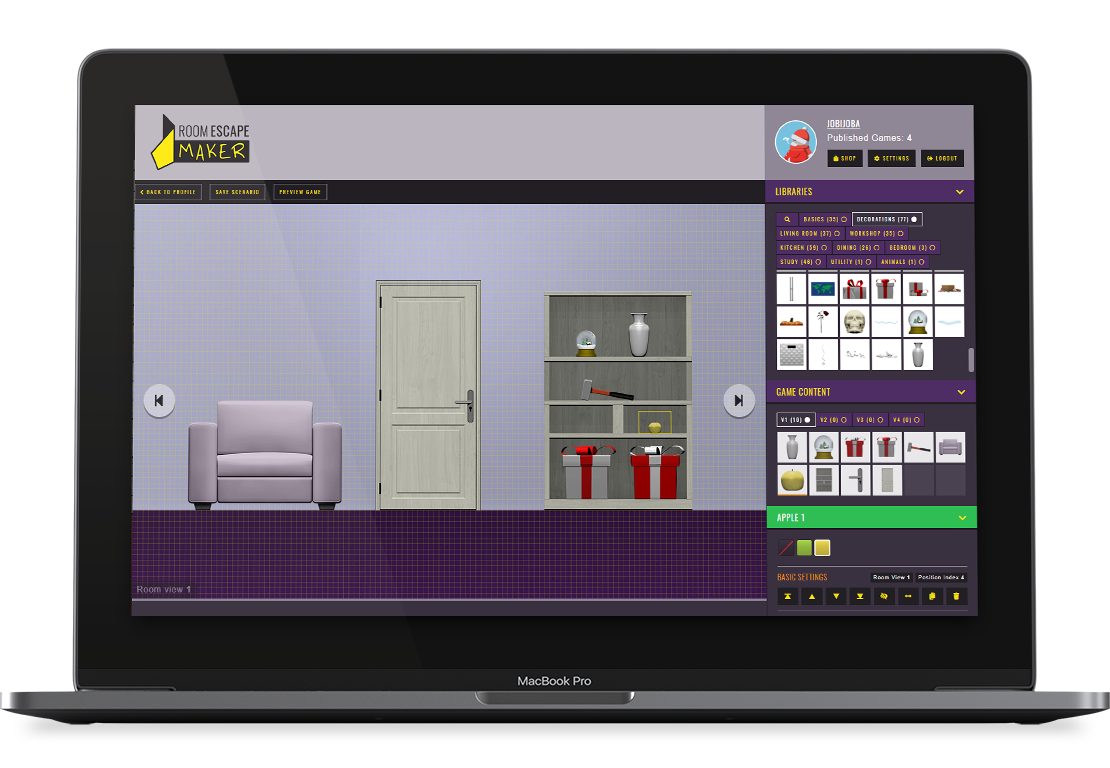 ROOM ESCAPE
MAKER
JOBIJOBA
Published Games: 4
SHOP
SETTINGS
LOGOUT
BACK TO PROFILE
SAVE SCENARIO
PREVIEW GAME
LIBRARIES
BASICS (35)
DECORATIONS (77)
LIVING ROOM (37)
WORKSHOP (35)
KITCHEN (59)
DINING (26)
BEDROOM (3)
STUDY (46)
UTILITY (1)
ANIMALS (1)
GAME CONTENT
V1 (10)
V2 (0)
V3 (0)
V4 (0)
APPLE 1
BASIC SETTINGS
Room View 1
Position Index 4
Room view 1
MacBook Pro